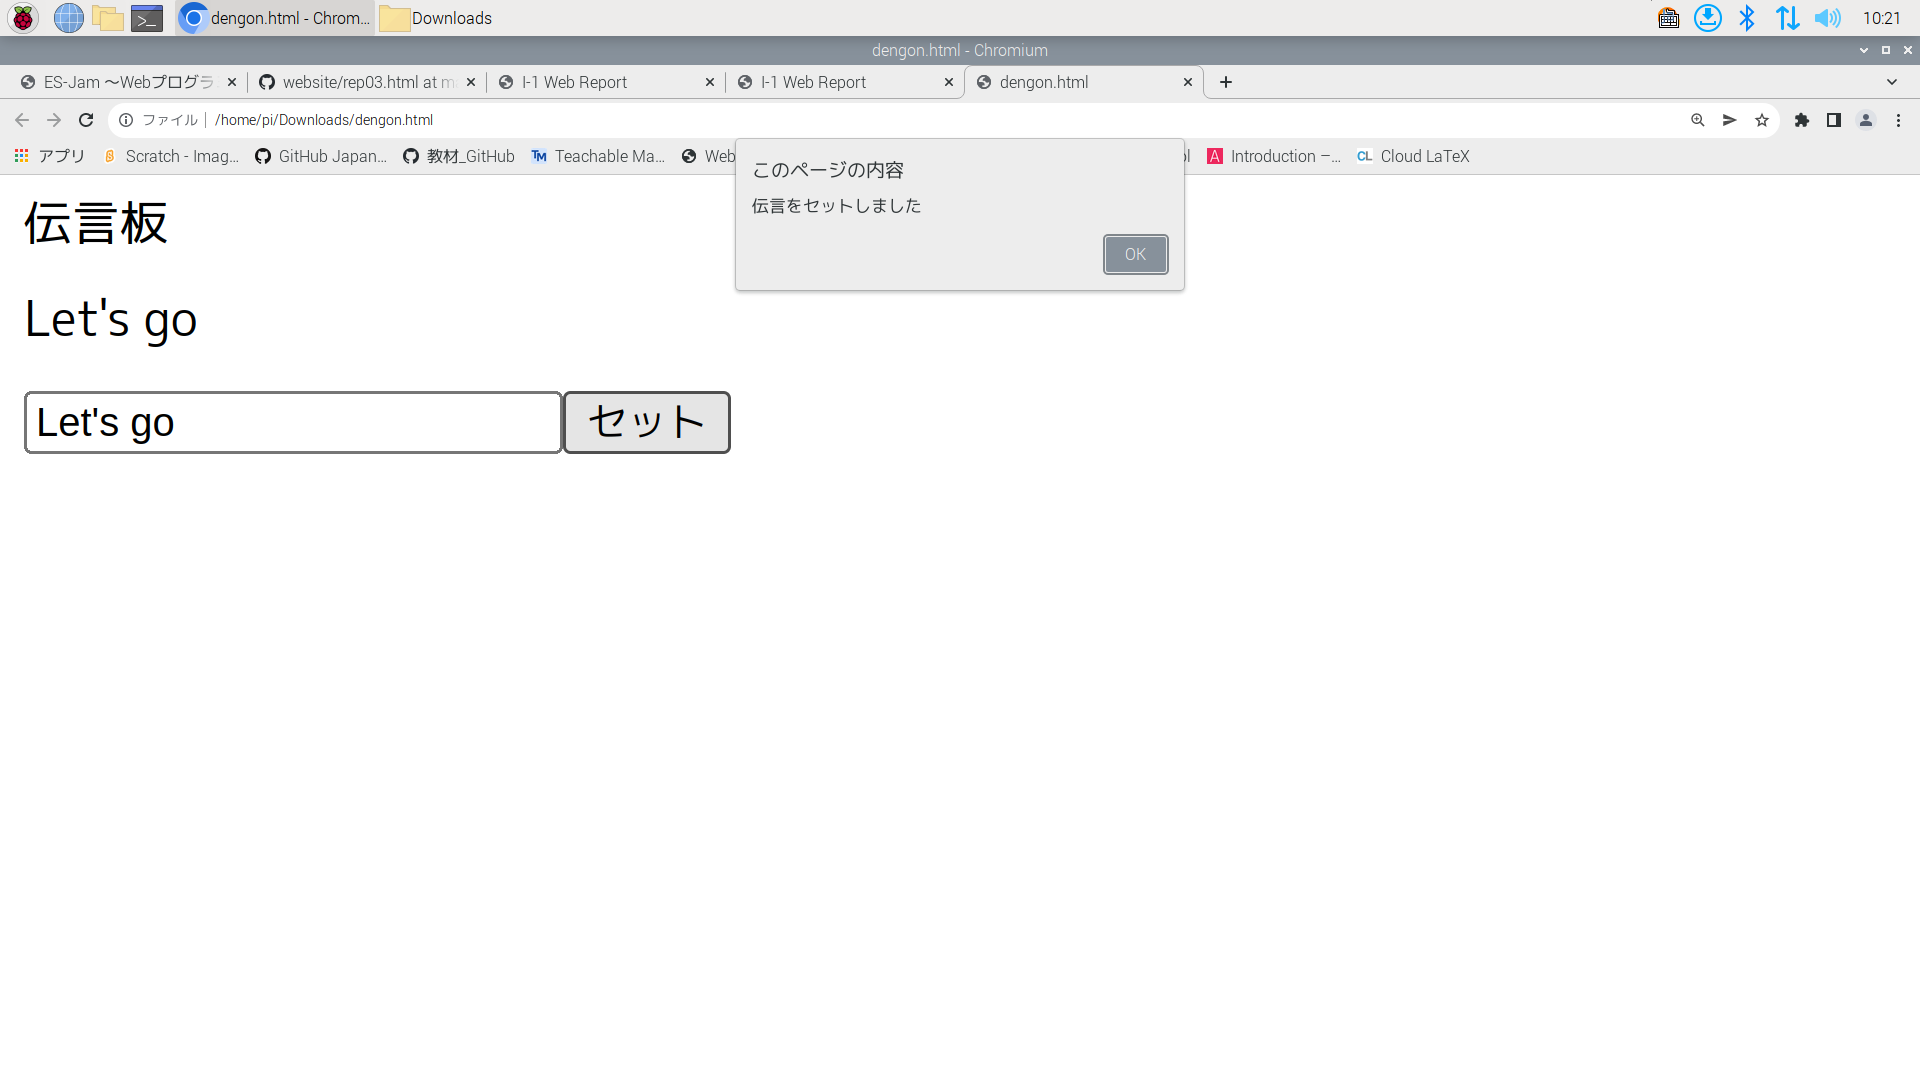 dengon.html - Chrom...
Downloads
10:21
dengon.html - Chromium
ES-Jam ～Webプログラ
website/rep03.html at m
I-1 Web Report
I-1 Web Report
dengon.html
ファイル
/home/pi/Downloads/dengon.html
アプリ
Scratch - Imag...
GitHub Japan...
教材_GitHub
TM
Teachable Ma...
Web
A
Introduction –...
CL
Cloud LaTeX
このページの内容
伝言をセットしました
OK
伝言板
Let's go
Let's go
セット